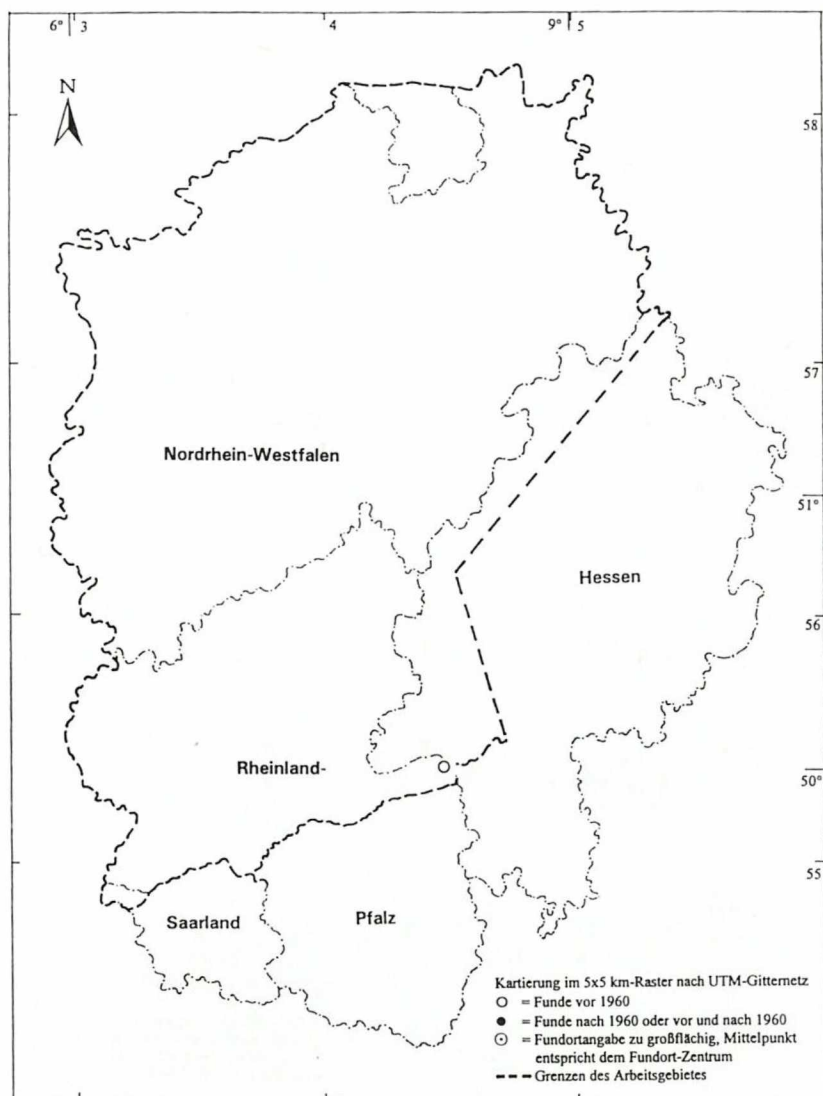 6° 3 4 9° 5
N
58
57
Nordrhein-Westfalen
51°
Hessen
56
Rheinland-
50°
55
Saarland
Pfalz
Kartierung im 5x5 km-Raster nach UTM-Gitternetz
= Funde vor 1960
= Funde nach 1960 oder vor und nach 1960
= Fundortangabe zu großflächig, Mittelpunkt
entspricht dem Fundort-Zentrum
Grenzen des Arbeitsgebietes